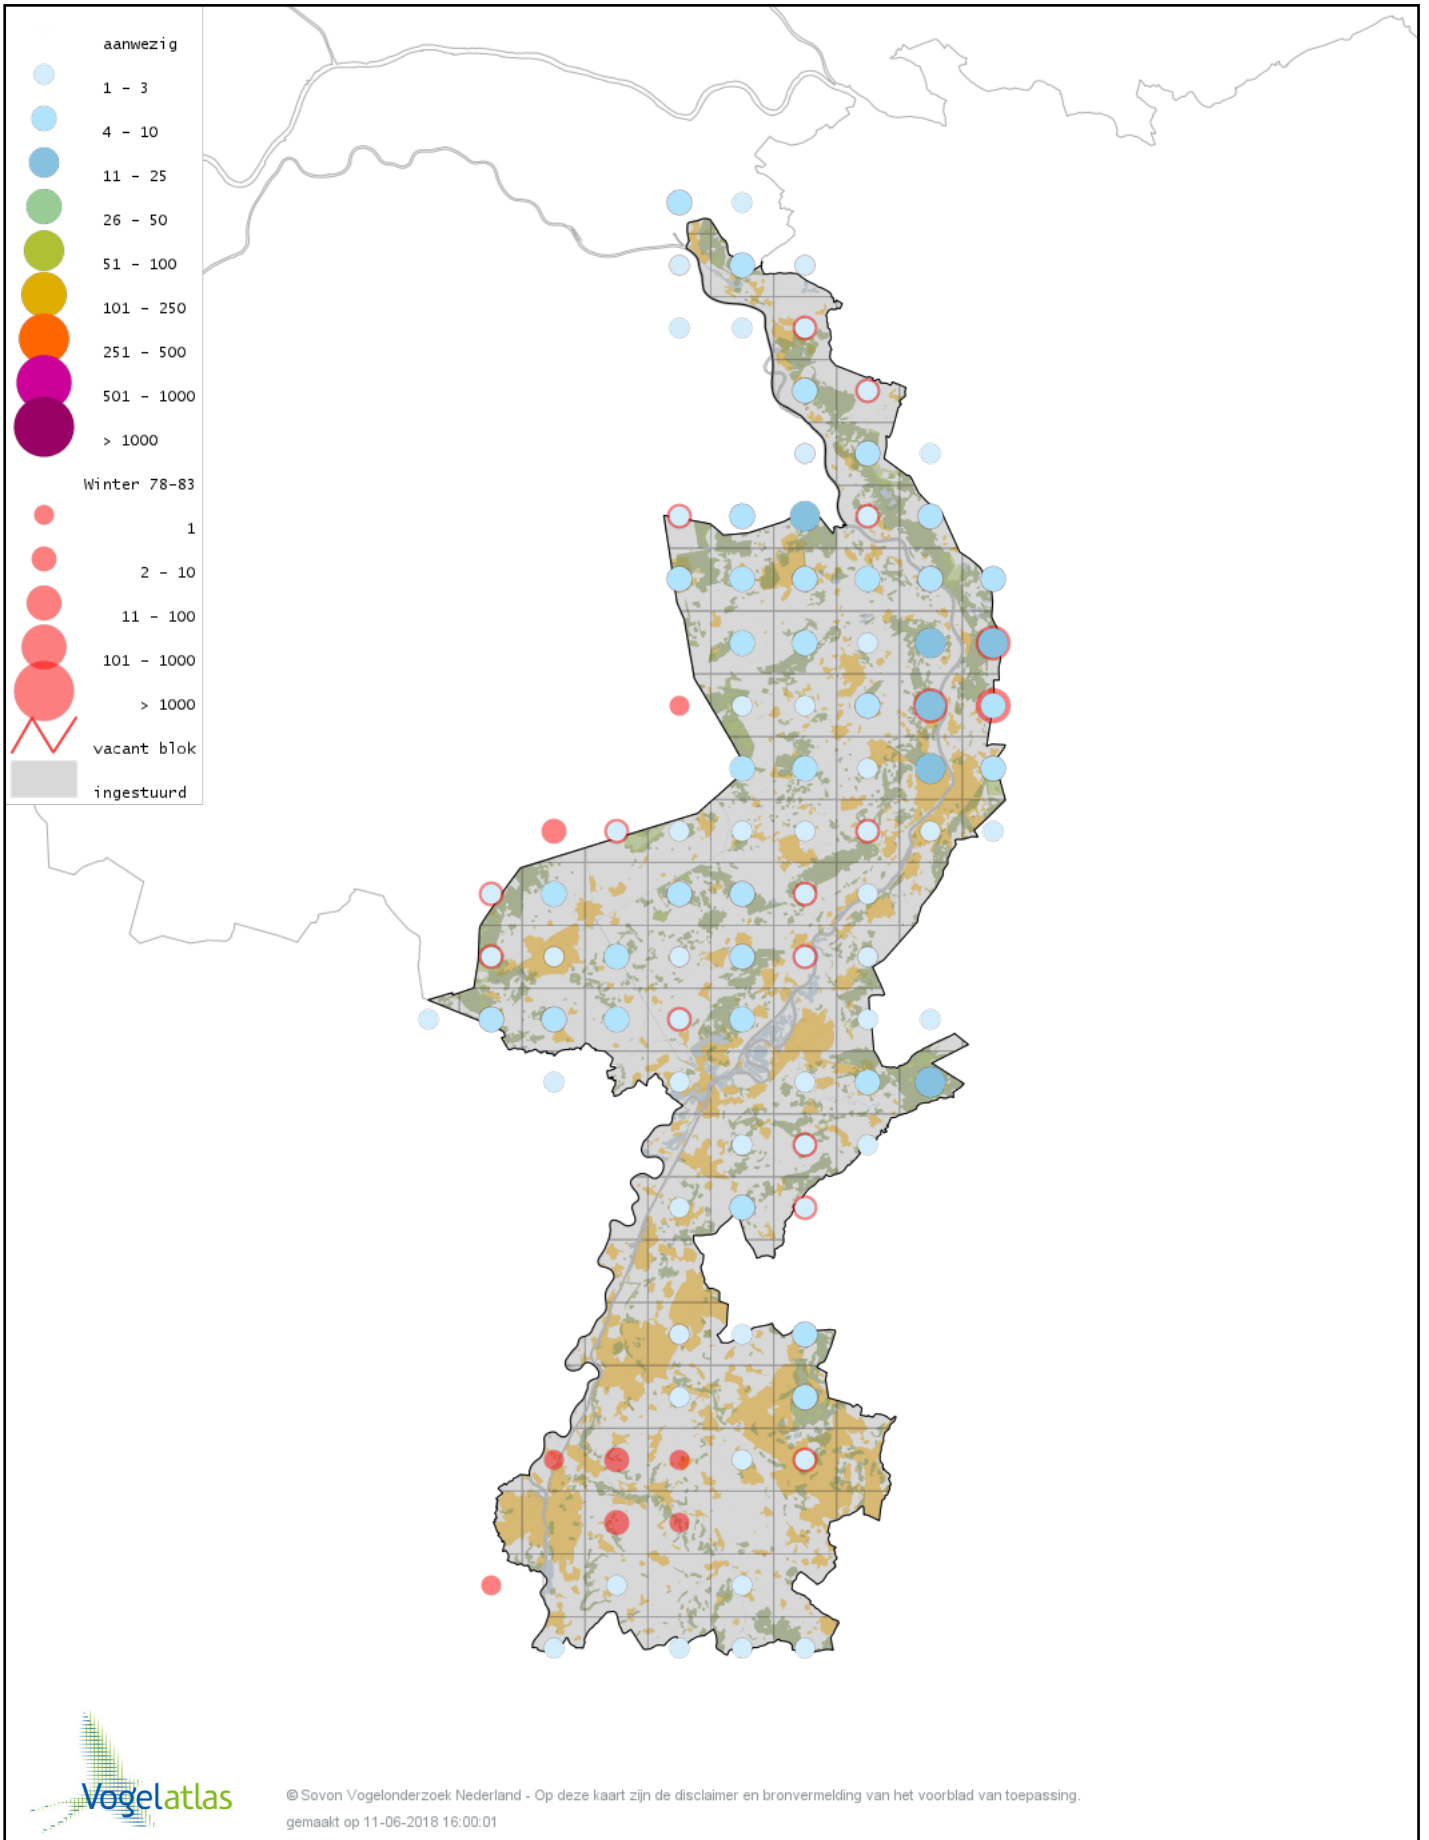 aanwezig
1 - 3
4 - 10
11 - 25
26 - 50
51 - 100
101 - 250
251 - 500
501 - 1000
> 1000
Winter 78-83
1
2 - 10
11 - 100
101 - 1000
> 1000
vacant blok
ingestuurd
Vogelatlas
© Sovon Vogelonderzoek Nederland - Op deze kaart zijn de disclaimer en bronvermelding van het voorblad van toepassing.
gemaakt op 11-06-2018 16:00:01